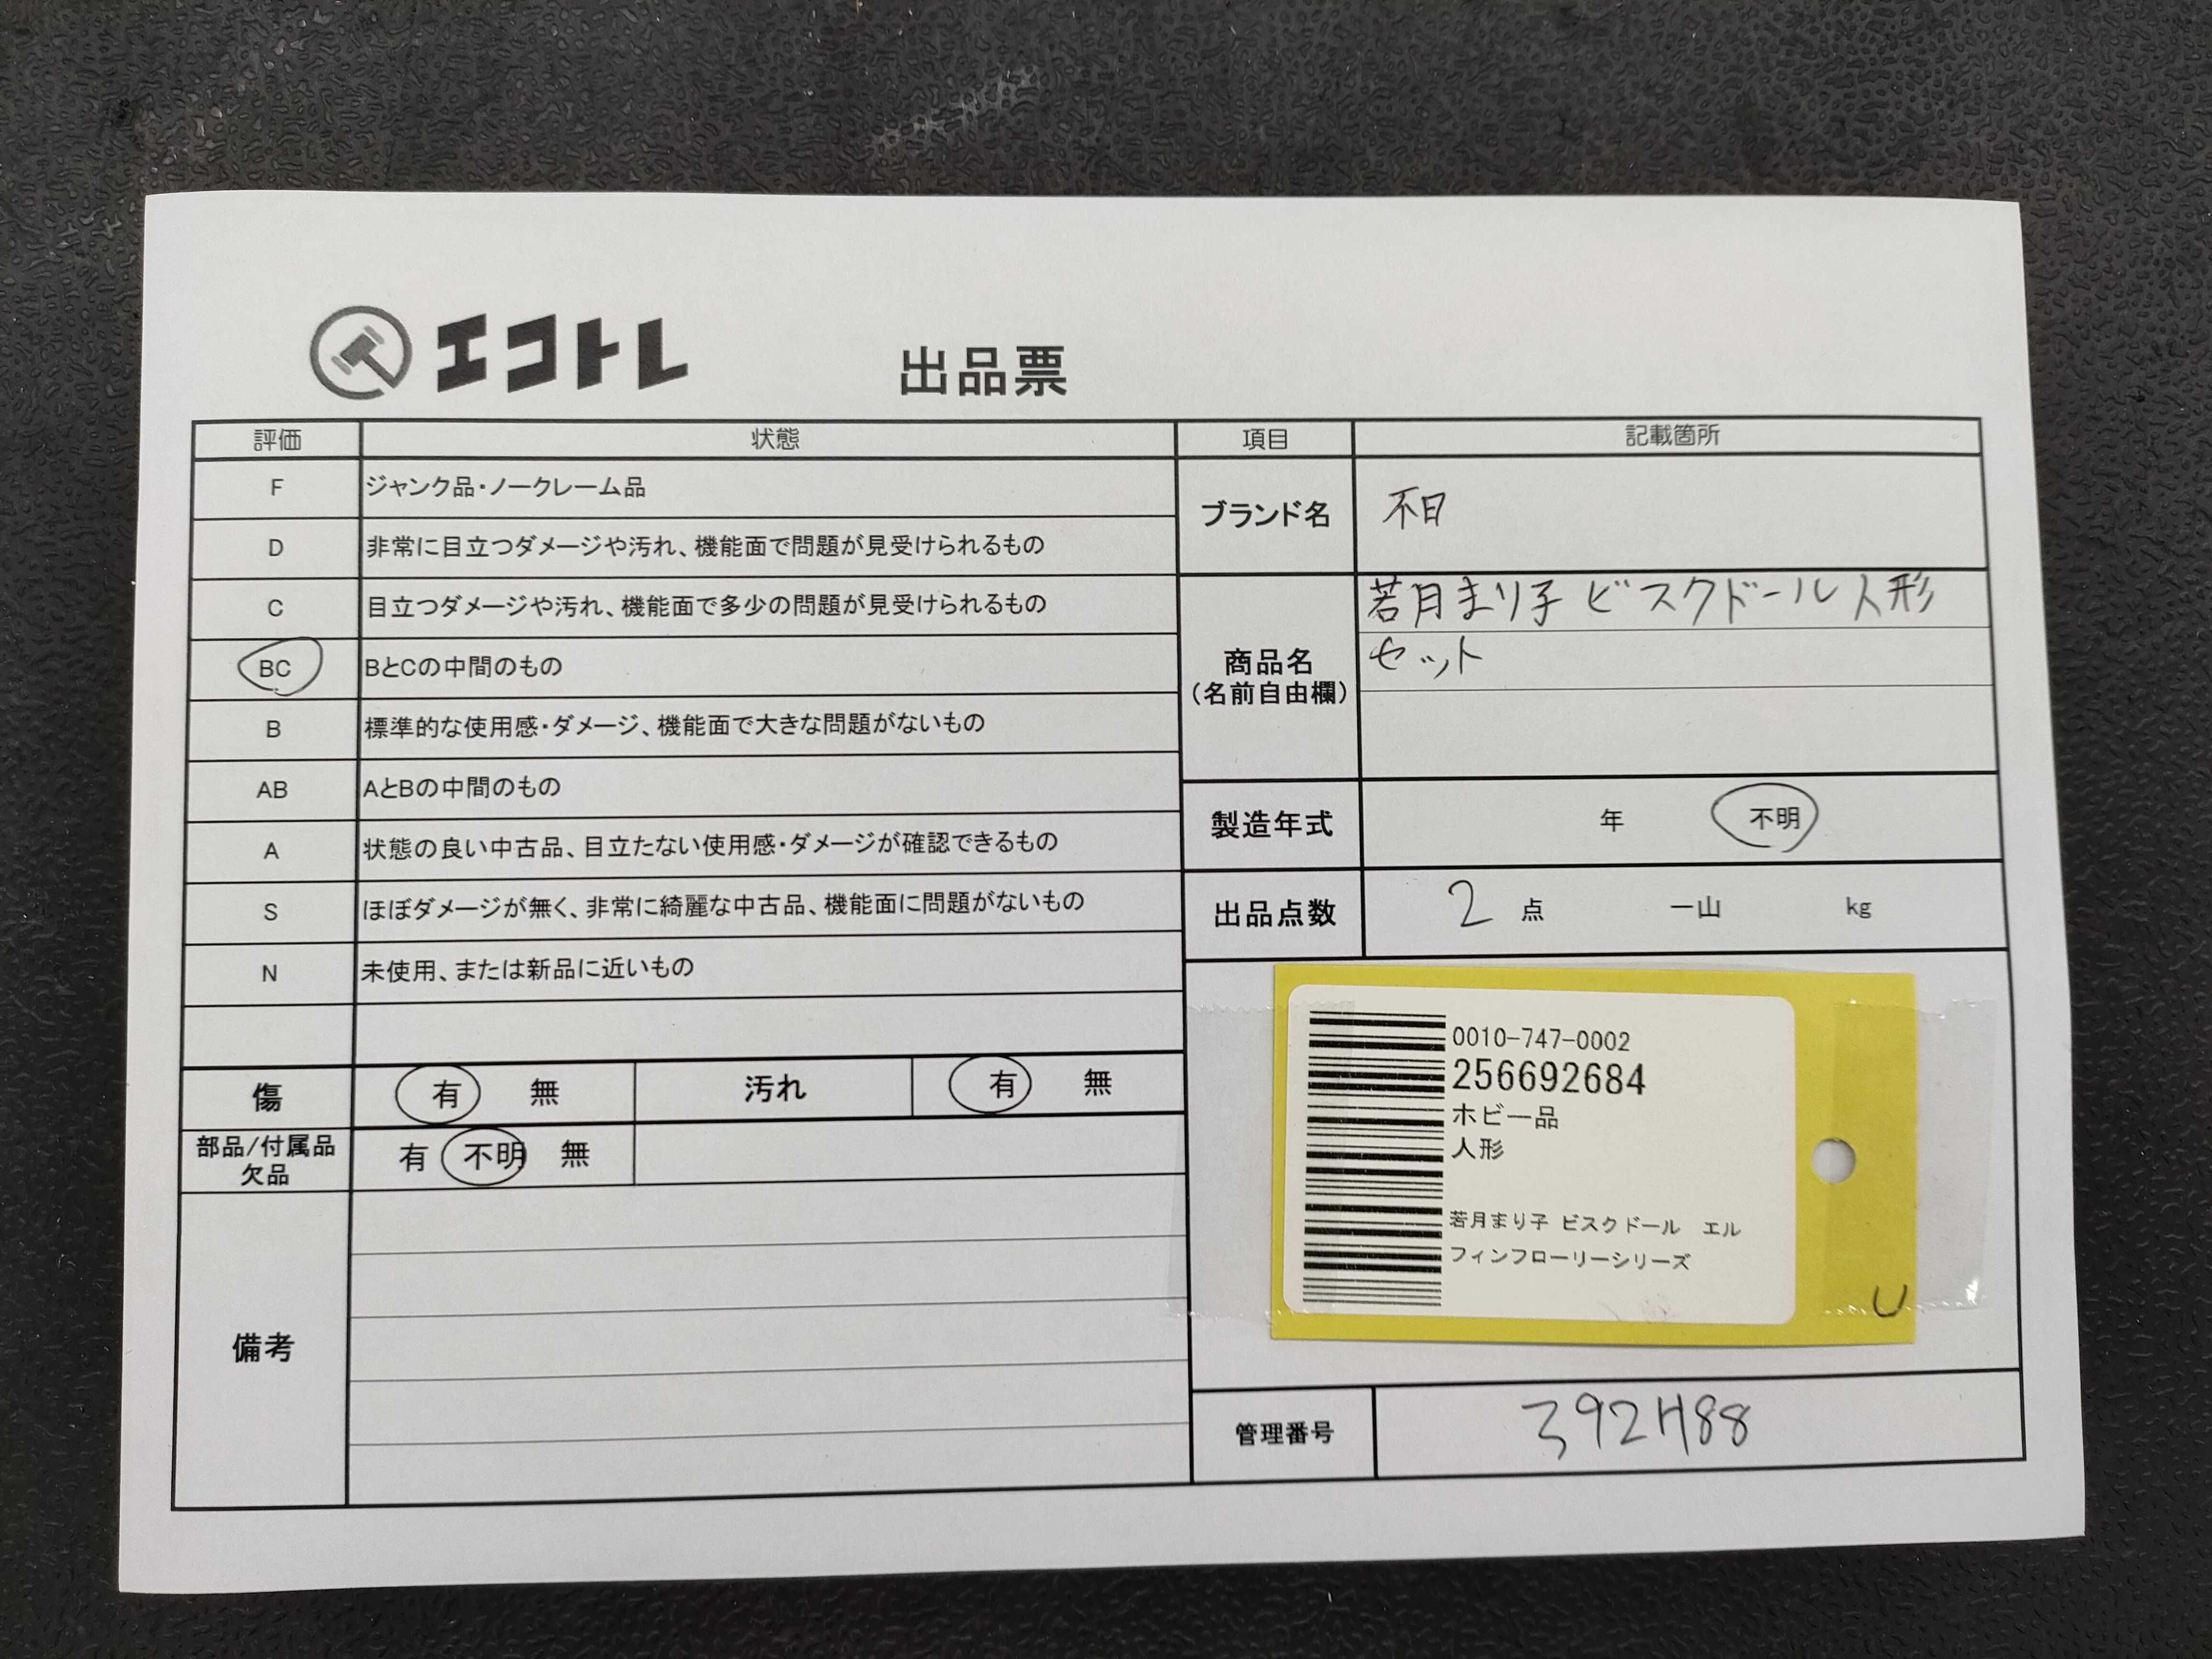 エコトレ 出品票
評価 状態
F ジャンク品・ノークレーム品
D 非常に目立つダメージや汚れ、機能面で問題が見受けられるもの
C 目立つダメージや汚れ、機能面で多少の問題が見受けられるもの
BC BとCの中間のもの
B 標準的な使用感・ダメージ、機能面で大きな問題がないもの
AB AとBの中間のもの
A 状態の良い中古品、目立たない使用感・ダメージが確認できるもの
S ほぼダメージが無く、非常に綺麗な中古品、機能面に問題がないもの
N 未使用、または新品に近いもの
傷 有 無 汚れ 有 無
部品/付属品
欠品 有 不明 無
備考
項目 記載箇所
ブランド名 不日
商品名
(名前自由欄)
若月まり子 ビスクドール人形
セット
製造年式 年 不明
出品点数 2 点 一山 kg
0010-747-0002
256692684
ホビー品
人形
若月まり子 ビスクドール エル
フィンフローリーシリーズ
U
管理番号 392H88